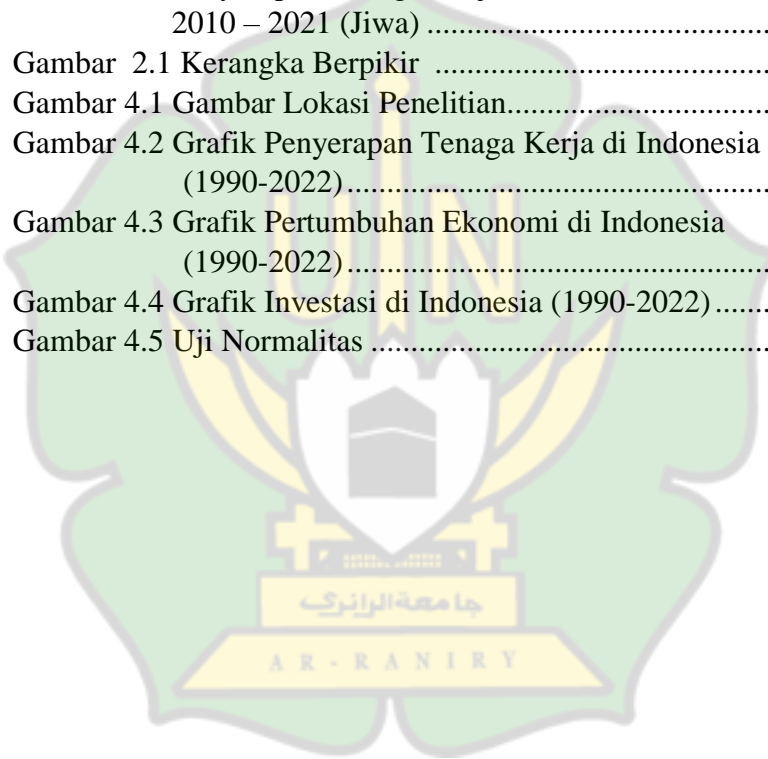 2010 – 2021 (Jiwa) ........................................
Gambar  2.1 Kerangka Berpikir  .......................................
Gambar 4.1 Gambar Lokasi Penelitian..............................
Gambar 4.2 Grafik Penyerapan Tenaga Kerja di Indonesia
(1990-2022)..................................................
Gambar 4.3 Grafik Pertumbuhan Ekonomi di Indonesia
(1990-2022)..................................................
Gambar 4.4 Grafik Investasi di Indonesia (1990-2022).......
Gambar 4.5 Uji Normalitas ...............................................
UIN
جامعةالرانري
AR-RANIRY